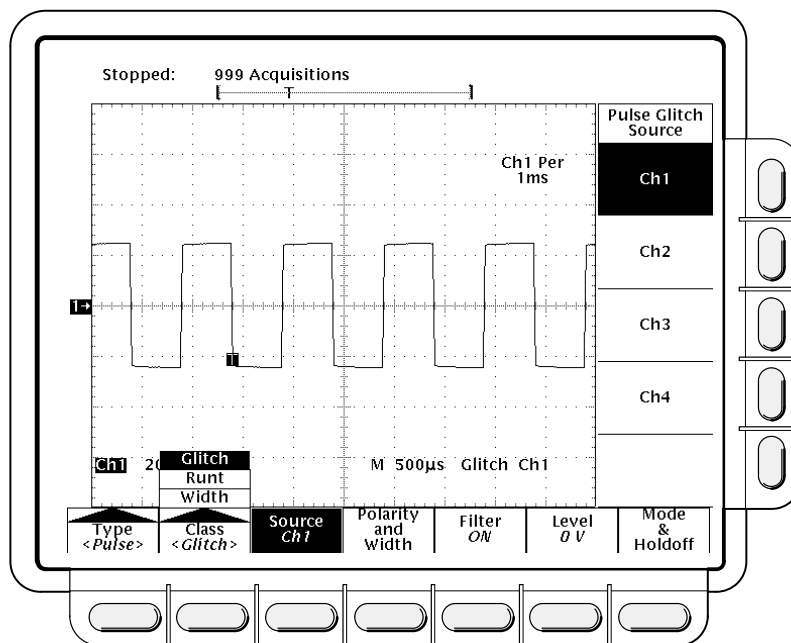 Stopped: 999 Acquisitions
T
Pulse Glitch
Source
Ch1 Per
1ms
Ch1
Ch2
1→
Ch3
Ch4
Ch1 20
M 500µs Glitch Ch1
Glitch
Runt
Width
Type
<Pulse>
Class
<Glitch>
Source
Ch1
Polarity
and
Width
Filter
ON
Level
0 V
Mode
&
Holdoff